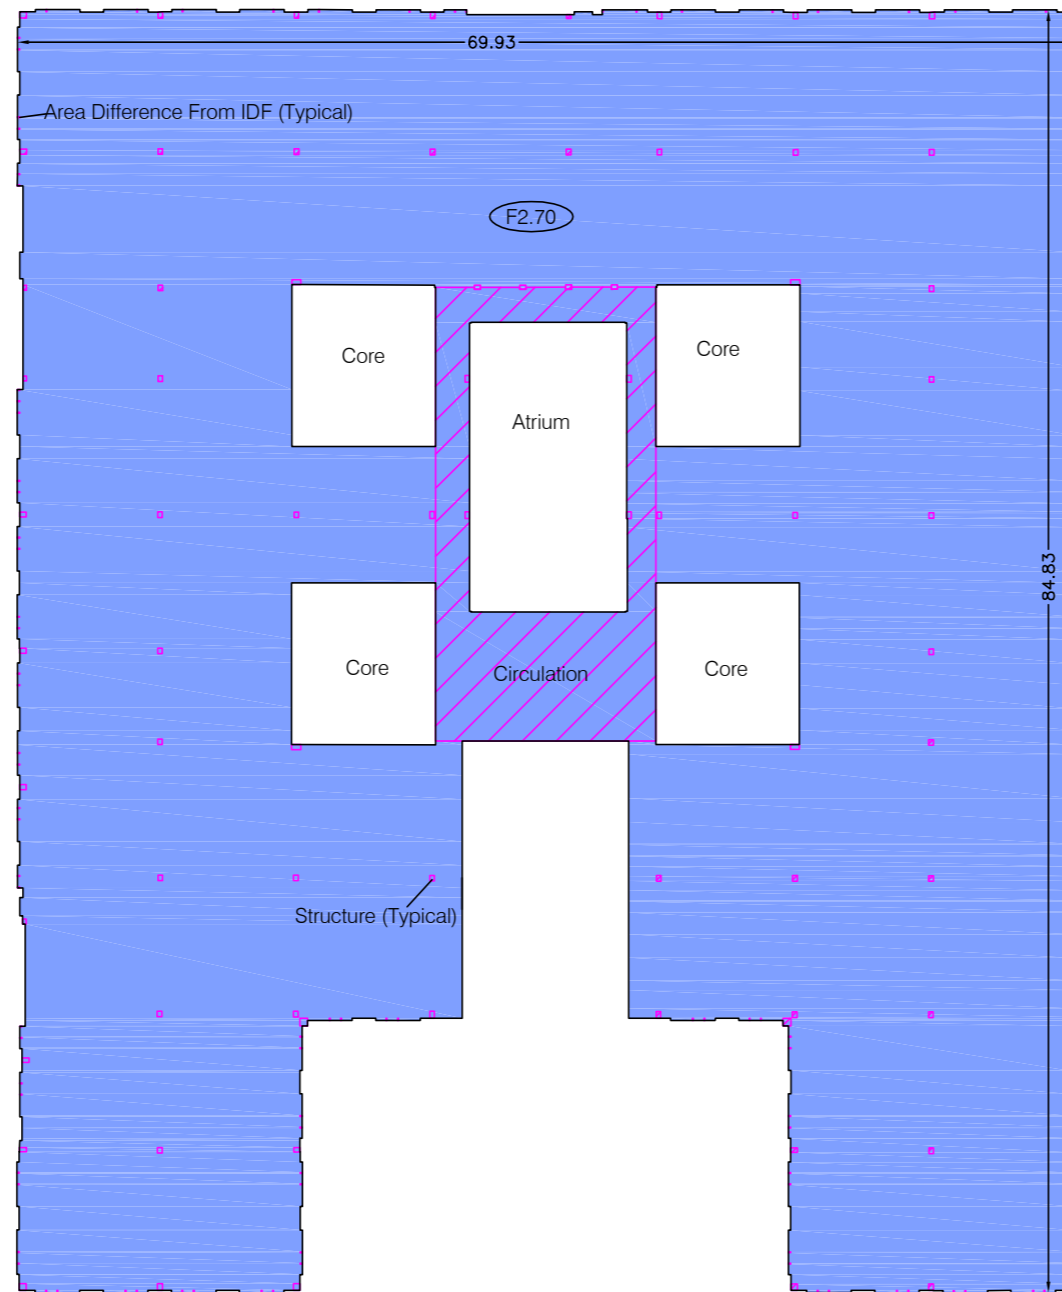 69.93
Area Difference From IDF (Typical)
F2.70
Core
Core
Atrium
84.83
Core
Circulation
Core
Structure (Typical)